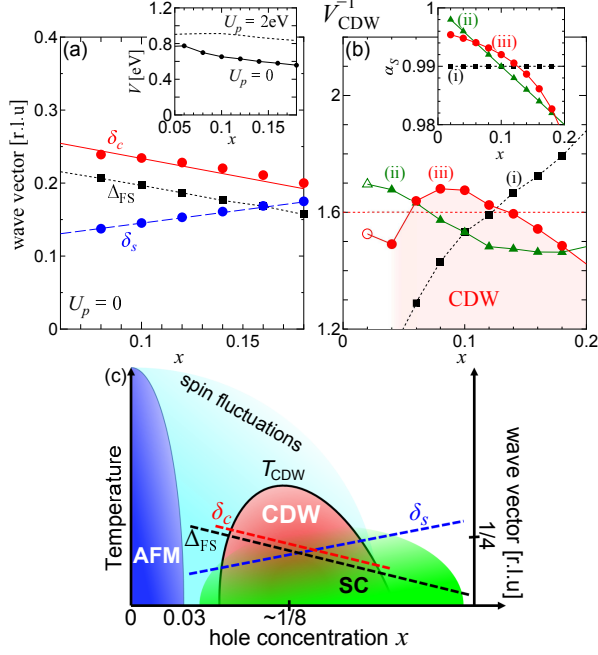 (a)
wave vector [r.l.u]
0.4
0.3
0.2
0.1
0
0.1
0.15
x
δc
ΔFS
δs
Up = 0
V [eV]
1.2
0.8
0.4
0
0.05
0.1
0.15
x
Up = 2eV
Up = 0
(b)
V−1CDW
2
1.8
1.6
1.4
1.2
0
0.1
0.2
x
(ii)
(iii)
(i)
CDW
αS
1
0.99
0.98
0
0.1
0.2
x
(ii)
(iii)
(i)
(c)
Temperature
spin fluctuations
TCDW
δc
CDW
δs
ΔFS
AFM
SC
1/4
wave vector [r.l.u]
0
0.03
~1/8
hole concentration x